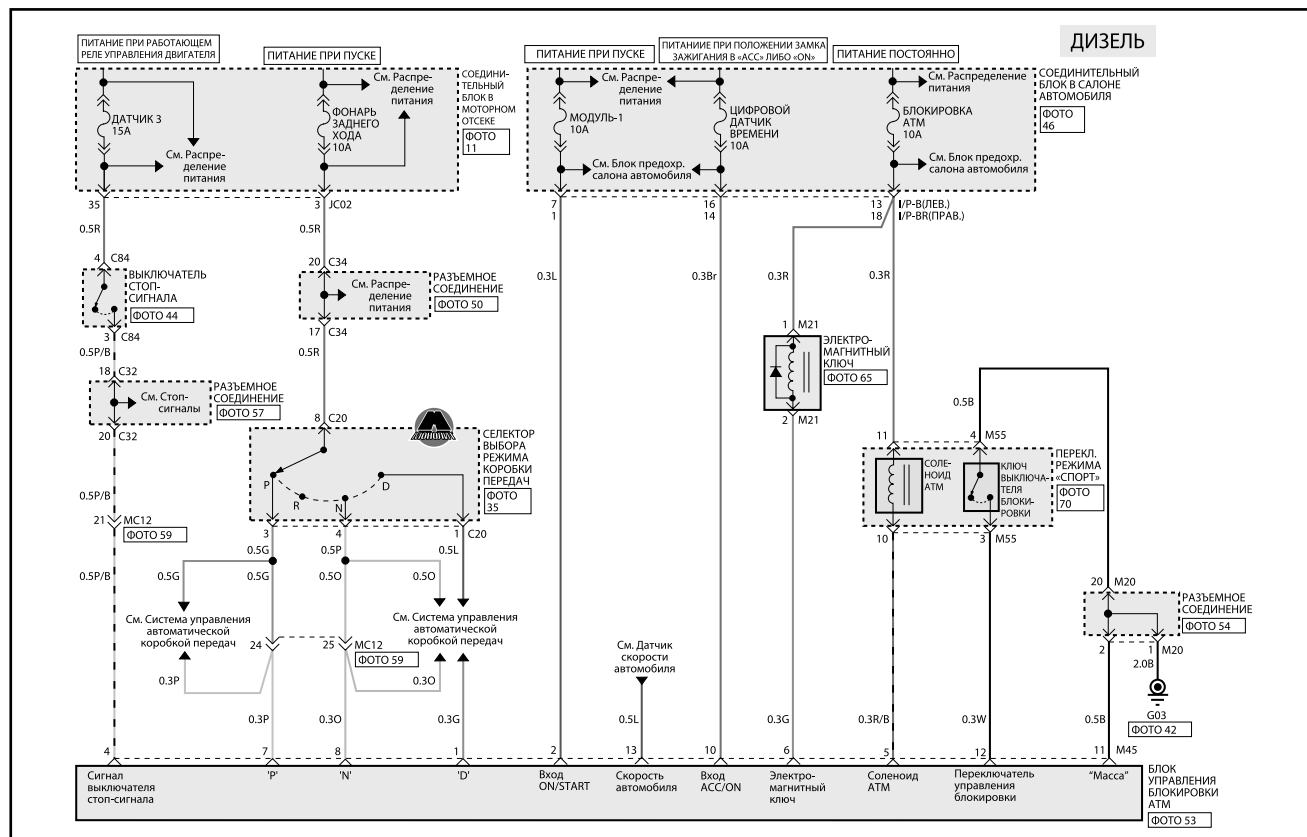 ДИЗЕЛЬ
ПИТАНИЕ ПРИ РАБОТАЮЩЕМ
РЕЛЕ УПРАВЛЕНИЯ ДВИГАТЕЛЯ
ПИТАНИЕ ПРИ ПУСКЕ
ПИТАНИЕ ПРИ ПУСКЕ
ПИТАНИИЕ ПРИ ПОЛОЖЕНИИ ЗАМКА
ЗАЖИГАНИЯ В «АСС» ЛИБО «ON»
ПИТАНИЕ ПОСТОЯННО
ДАТЧИК 3
15А
См. Распре-
деление
питания
ФОНАРЬ
ЗАДНЕГО
ХОДА
10А
См. Распре-
деление
питания
СОЕДИНИ-
ТЕЛЬНЫЙ
БЛОК В
МОТОРНОМ
ОТСЕКЕ
ФОТО
11
МОДУЛЬ-1
10А
См. Распре-
деление
питания
См. Блок предохр.
салона автомобиля
ЦИФРОВОЙ
ДАТЧИК
ВРЕМЕНИ
10А
См. Распределение
питания
БЛОКИРОВКА
АТМ
10А
См. Блок предохр.
салона автомобиля
СОЕДИНИТЕЛЬНЫЙ
БЛОК В САЛОНЕ
АВТОМОБИЛЯ
ФОТО
46
35
3 JC02
7
1
16
14
13 I/P-B(ЛЕВ.)
18 I/P-BR(ПРАВ.)
0.5R
0.5R
0.3L
0.3Br
0.3R
0.3R
4 C84
ВЫКЛЮЧАТЕЛЬ
СТОП-
СИГНАЛА
ФОТО 44
3 C84
0.5P/B
20 C34
См. Распре-
деление
питания
РАЗЪЕМНОЕ
СОЕДИНЕНИЕ
ФОТО 50
17 C34
0.5R
18 C32
См. Стоп-
сигналы
РАЗЪЕМНОЕ
СОЕДИНЕНИЕ
ФОТО 57
20 C32
0.5P/B
21 MC12
ФОТО 59
0.5P/B
8 C20
P
R
N
D
СЕЛЕКТОР
ВЫБОРА
РЕЖИМА
КОРОБКИ
ПЕРЕДАЧ
ФОТО
35
3
4
1 C20
0.5G
0.5P
0.5L
0.5G
0.5G
0.5O
0.5O
См. Система управления
автоматической
коробкой передач
См. Система управления
автоматической
коробкой передач
24
25 MC12
ФОТО 59
0.3P
0.3O
0.3P
0.3O
0.3G
1 M21
ЭЛЕКТРО-
МАГНИТНЫЙ
КЛЮЧ
ФОТО 65
2 M21
0.5B
11
4 M55
СОЛЕ-
НОИД
АТМ
КЛЮЧ
ВЫКЛЮЧА-
ТЕЛЯ
БЛОКИ-
РОВКИ
ПЕРЕКЛ.
РЕЖИМА
«СПОРТ»
ФОТО
70
10
3 M55
20 M20
РАЗЪЕМНОЕ
СОЕДИНЕНИЕ
ФОТО 54
2
1 M20
2.0B
G03
ФОТО 42
См. Датчик
скорости
автомобиля
0.5L
0.3G
0.3R/B
0.3W
0.5B
4
7
8
1
2
13
10
6
5
12
11 M45
Сигнал
выключателя
стоп-сигнала
'P'
'N'
'D'
Вход
ON/START
Скорость
автомобиля
Вход
ACC/ON
Электро-
магнитный
ключ
Соленоид
АТМ
Переключатель
управления
блокировки
"Масса"
БЛОК
УПРАВЛЕНИЯ
БЛОКИРОВКИ
АТМ
ФОТО 53